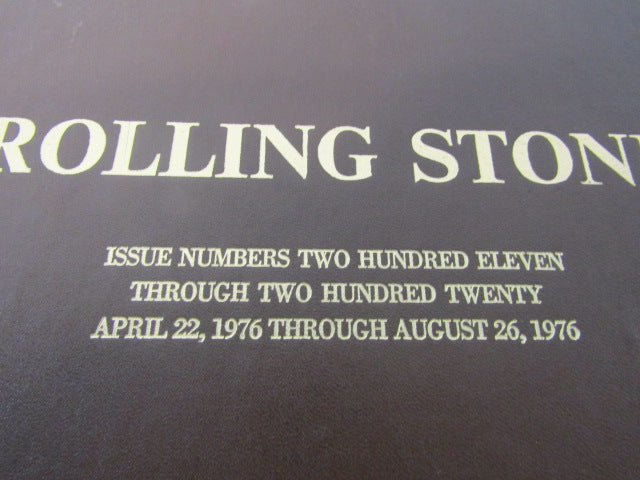 ROLLING STON
ISSUE NUMBERS TWO HUNDRED ELEVEN
THROUGH TWO HUNDRED TWENTY
APRIL 22, 1976 THROUGH AUGUST 26, 1976